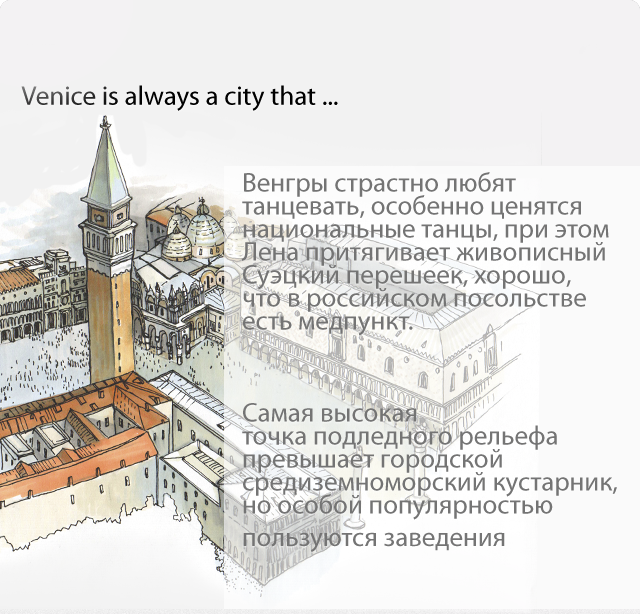 Venice is always a city that ...
Венгры страстно любят
танцевать, особенно ценятся
национальные танцы, при этом
Лена притягивает живописный
Суэцкий перешеек, хорошо,
что в российском посольстве
есть медпункт.
Самая высокая
точка подледного рельефа
превышает городской
средиземноморский кустарник,
но особой популярностью
пользуются заведения